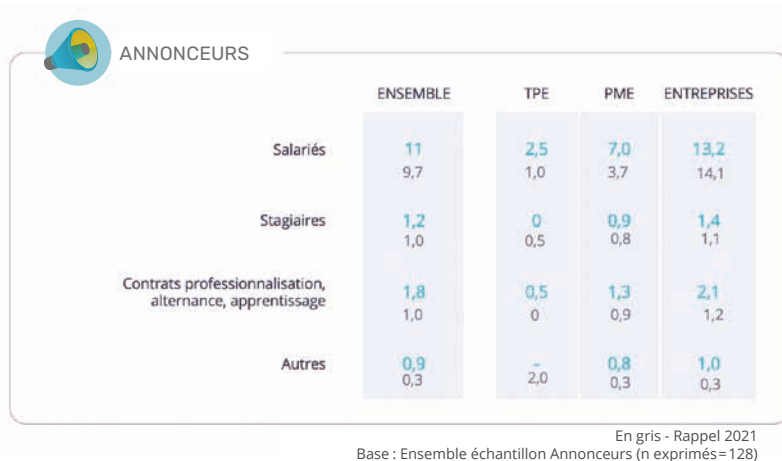 ANNONCEURS
ENSEMBLE TPE PME ENTREPRISES
Salariés 11 2,5 7,0 13,2
9,7 1,0 3,7 14,1
Stagiaires 1,2 0 0,9 1,4
1,0 0,5 0,8 1,1
Contrats professionnalisation,
alternance, apprentissage 1,8 0,5 1,3 2,1
1,0 0 0,9 1,2
Autres 0,9 - 0,8 1,0
0,3 2,0 0,3 0,3
En gris - Rappel 2021
Base : Ensemble échantillon Annonceurs (n exprimés=128)